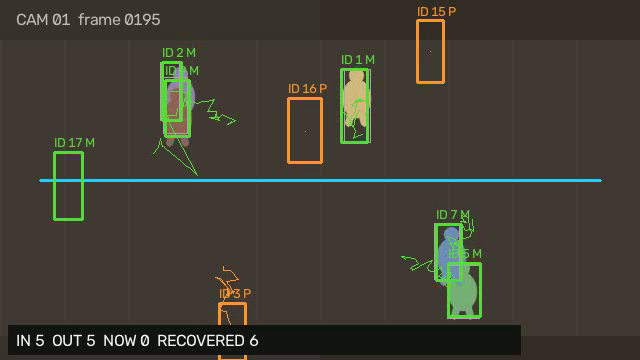 ID 15 P
CAM 01 frame 0195
ID 2 M
ID 1 M
M
ID 16 P
ID 17 M
ID 7 M
5 M
ID 3 P
IN 5 OUT 5 NOW 0 RECOVERED 6